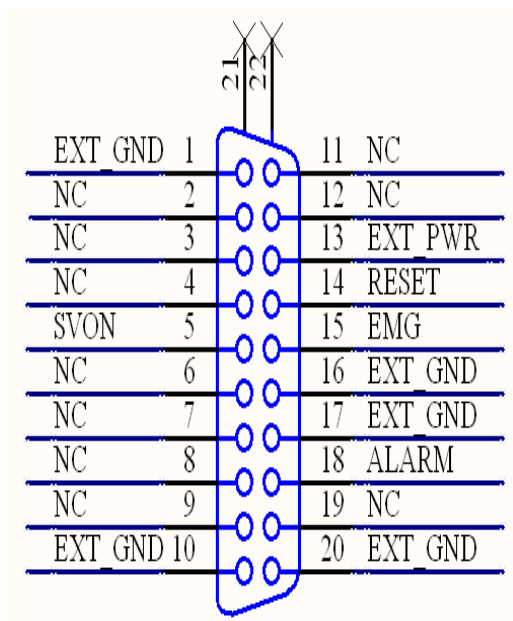 21 22
EXT_GND 1 11 NC
NC 2 12 NC
NC 3 13 EXT_PWR
NC 4 14 RESET
SVON 5 15 EMG
NC 6 16 EXT_GND
NC 7 17 EXT_GND
NC 8 18 ALARM
NC 9 19 NC
EXT_GND 10 20 EXT_GND